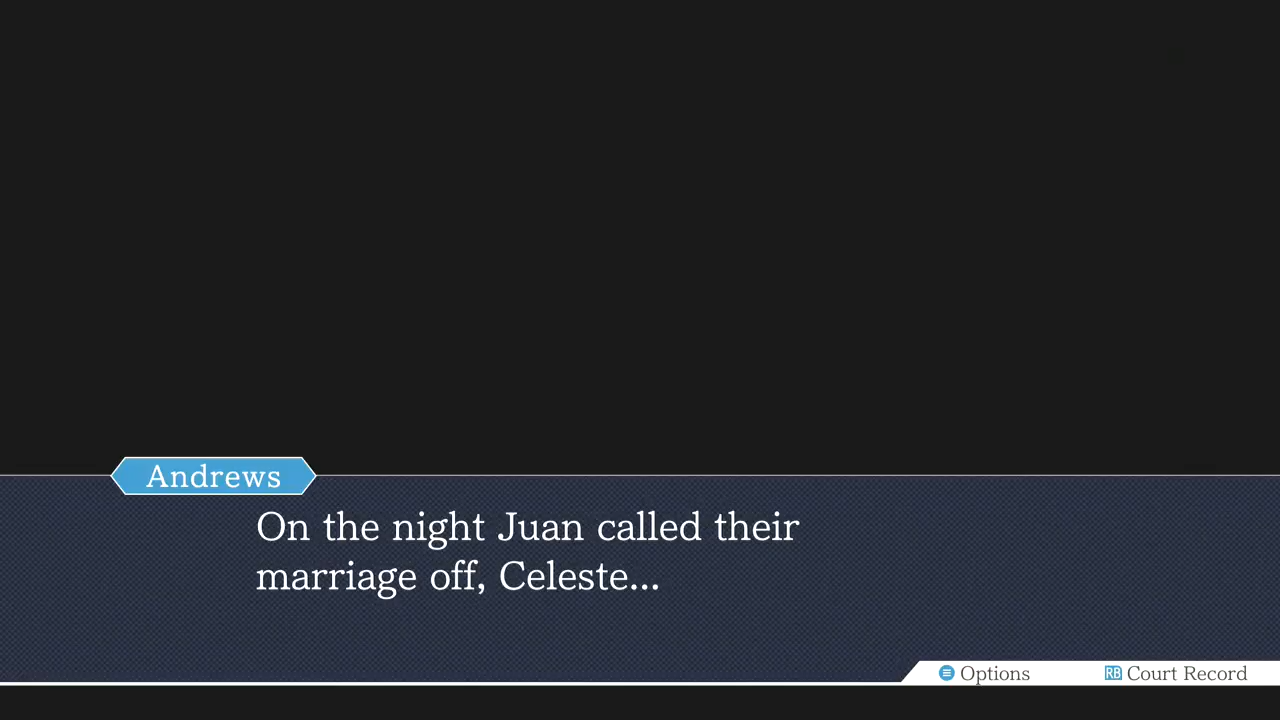 Andrews
On the night Juan called their
marriage off, Celeste...
Options
RB Court Record